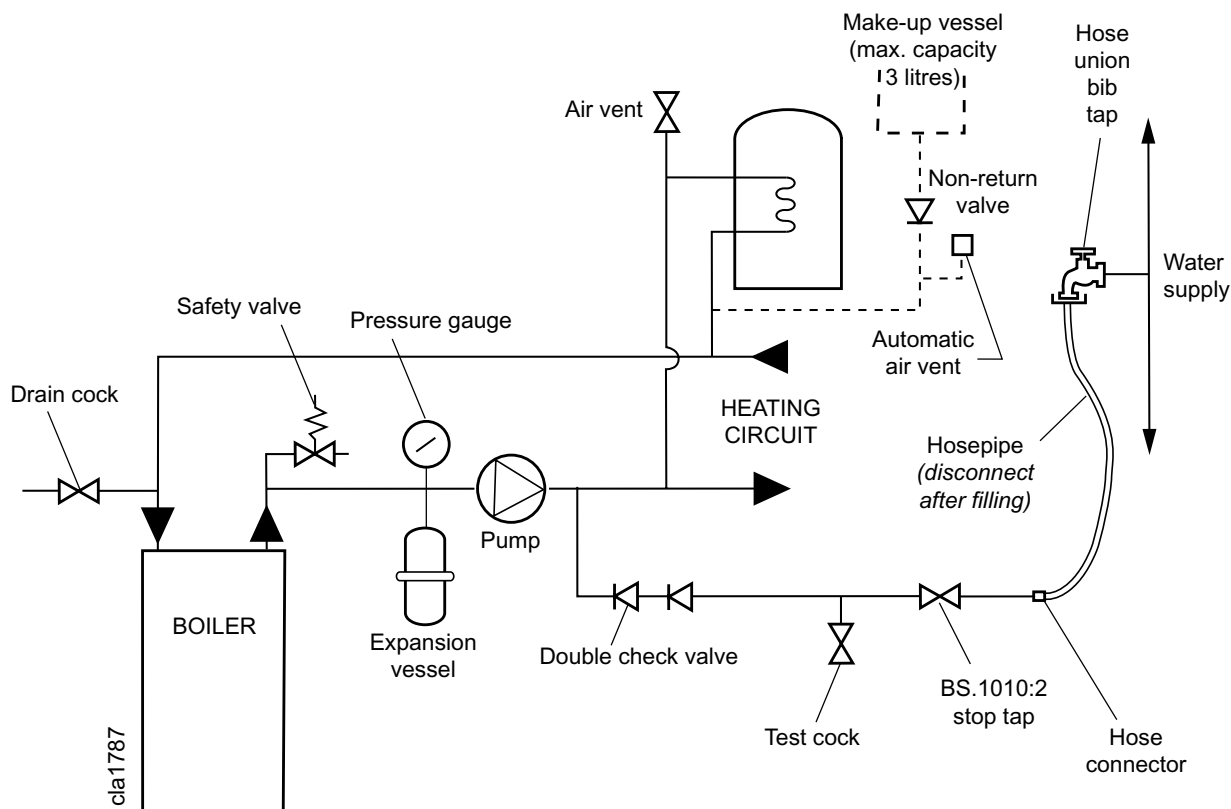 Make-up vessel
(max. capacity
3 litres)
Hose
union
bib
tap
Air vent
Non-return
valve
Water
supply
Safety valve
Pressure gauge
Automatic
air vent
Drain cock
HEATING
CIRCUIT
Hosepipe
(disconnect
after filling)
Pump
BOILER
Expansion
vessel
Double check valve
BS.1010:2
stop tap
Test cock
Hose
connector
cla1787